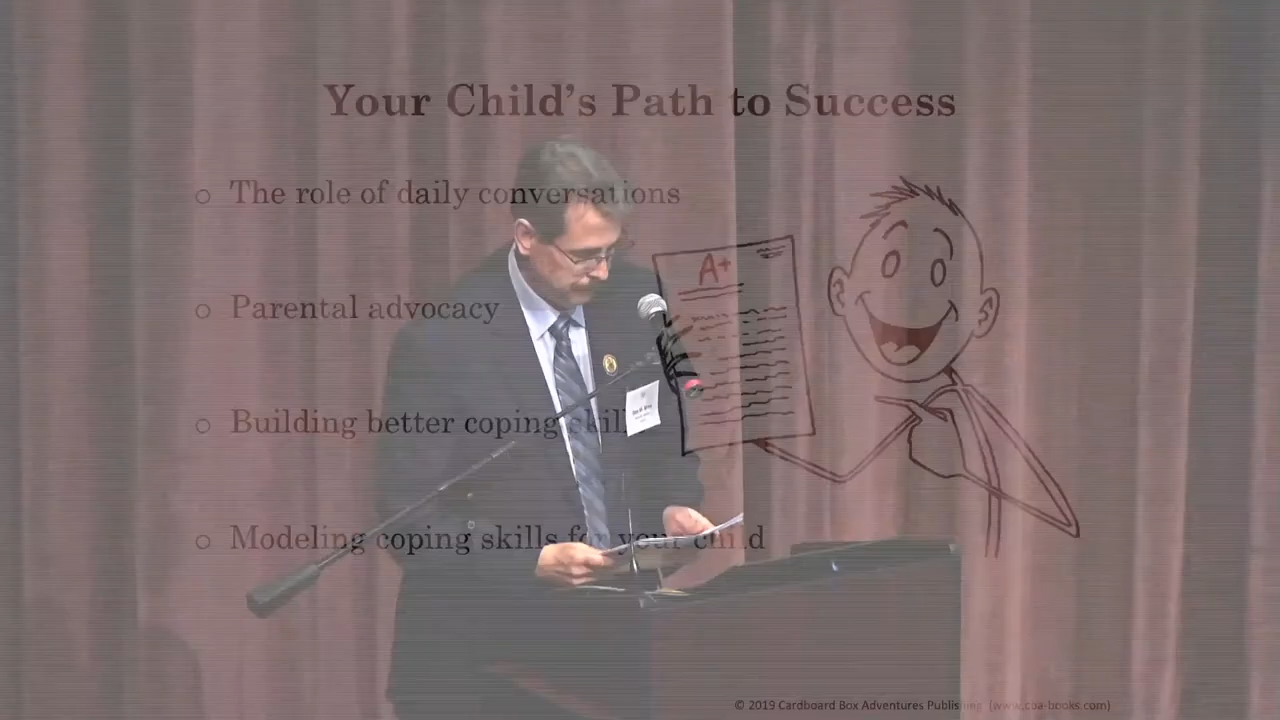 Your Child's Path to Success
The role of daily conversations
Parental advocacy
A+
Building better coping skill
Modeling coping skills for your child
© 2019 Cardboard Box Adventures Publishing (www.cba-books.com)